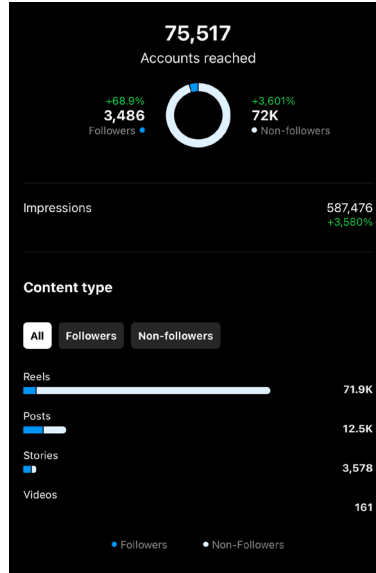 75,517
Accounts reached
+68.9%
3,486
Followers
+3,601%
72K
Non-followers
Impressions
587,476
+3,580%
Content type
All Followers Non-followers
Reels
71.9K
Posts
12.5K
Stories
3,578
Videos
161
Followers Non-Followers